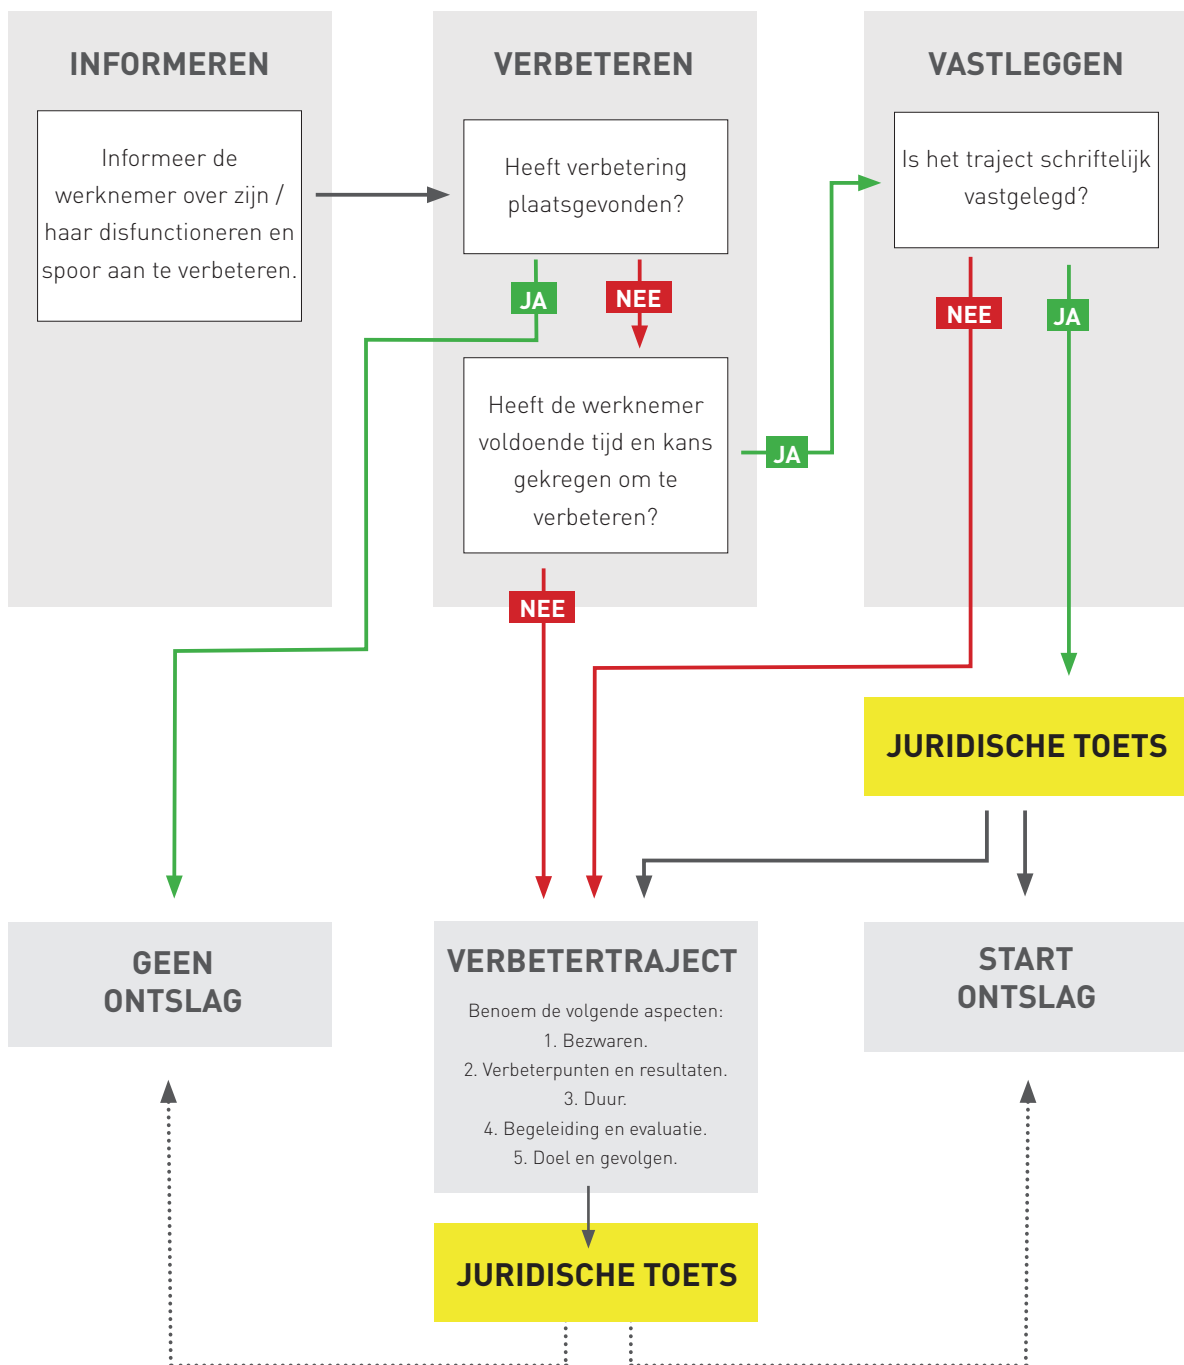 INFORMEREN
Informeer de
werknemer over zijn /
haar disfunctioneren en
spoor aan te verbeteren.
VERBETEREN
Heeft verbetering
plaatsgevonden?
JA
NEE
Heeft de werknemer
voldoende tijd en kans
gekregen om te
verbeteren?
JA
NEE
VASTLEGGEN
Is het traject schriftelijk
vastgelegd?
NEE
JA
JURIDISCHE TOETS
GEEN
ONTSLAG
VERBETERTRAJECT
Benoem de volgende aspecten:
1. Bezwaren.
2. Verbeterpunten en resultaten.
3. Duur.
4. Begeleiding en evaluatie.
5. Doel en gevolgen.
START
ONTSLAG
JURIDISCHE TOETS